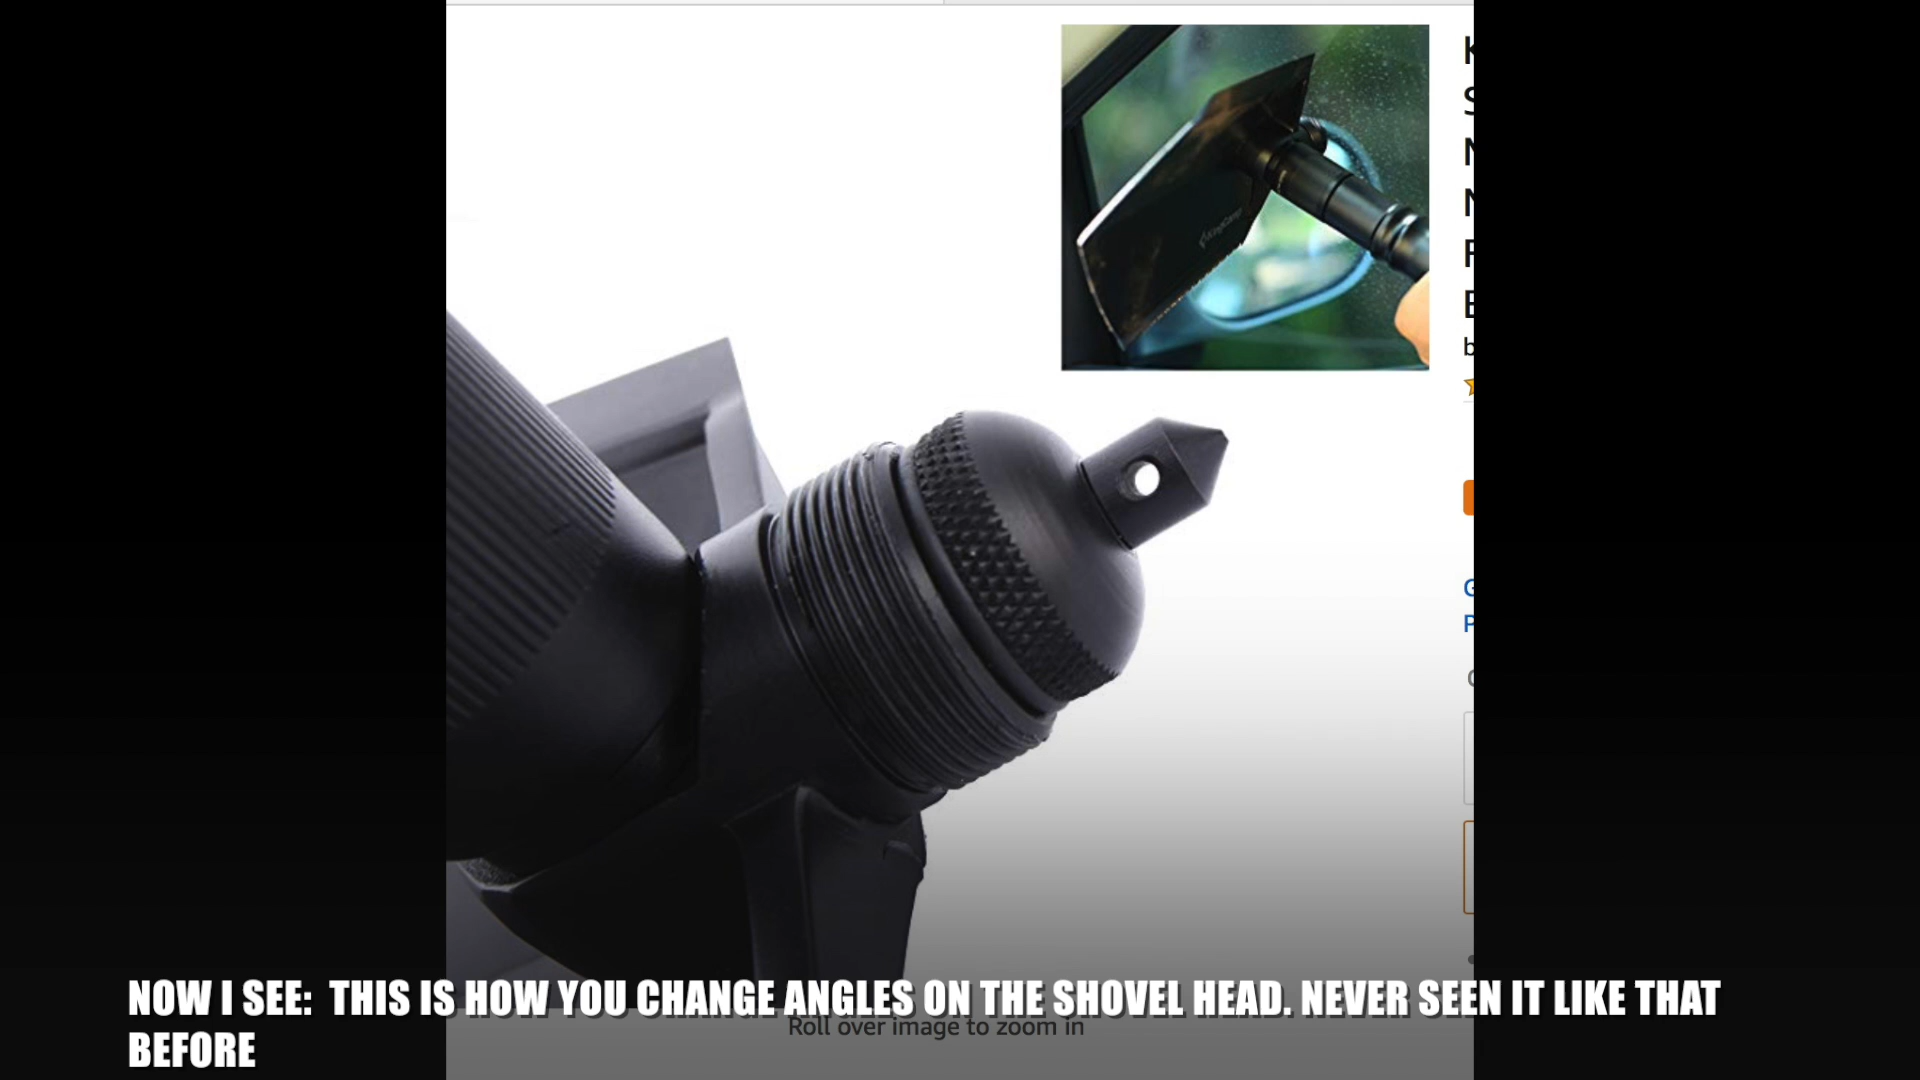 KingCamp
K
S
N
N
F
E
b
G
P
NOW I SEE: THIS IS HOW YOU CHANGE ANGLES ON THE SHOVEL HEAD. NEVER SEEN IT LIKE THAT
BEFORE
Roll over image to zoom in